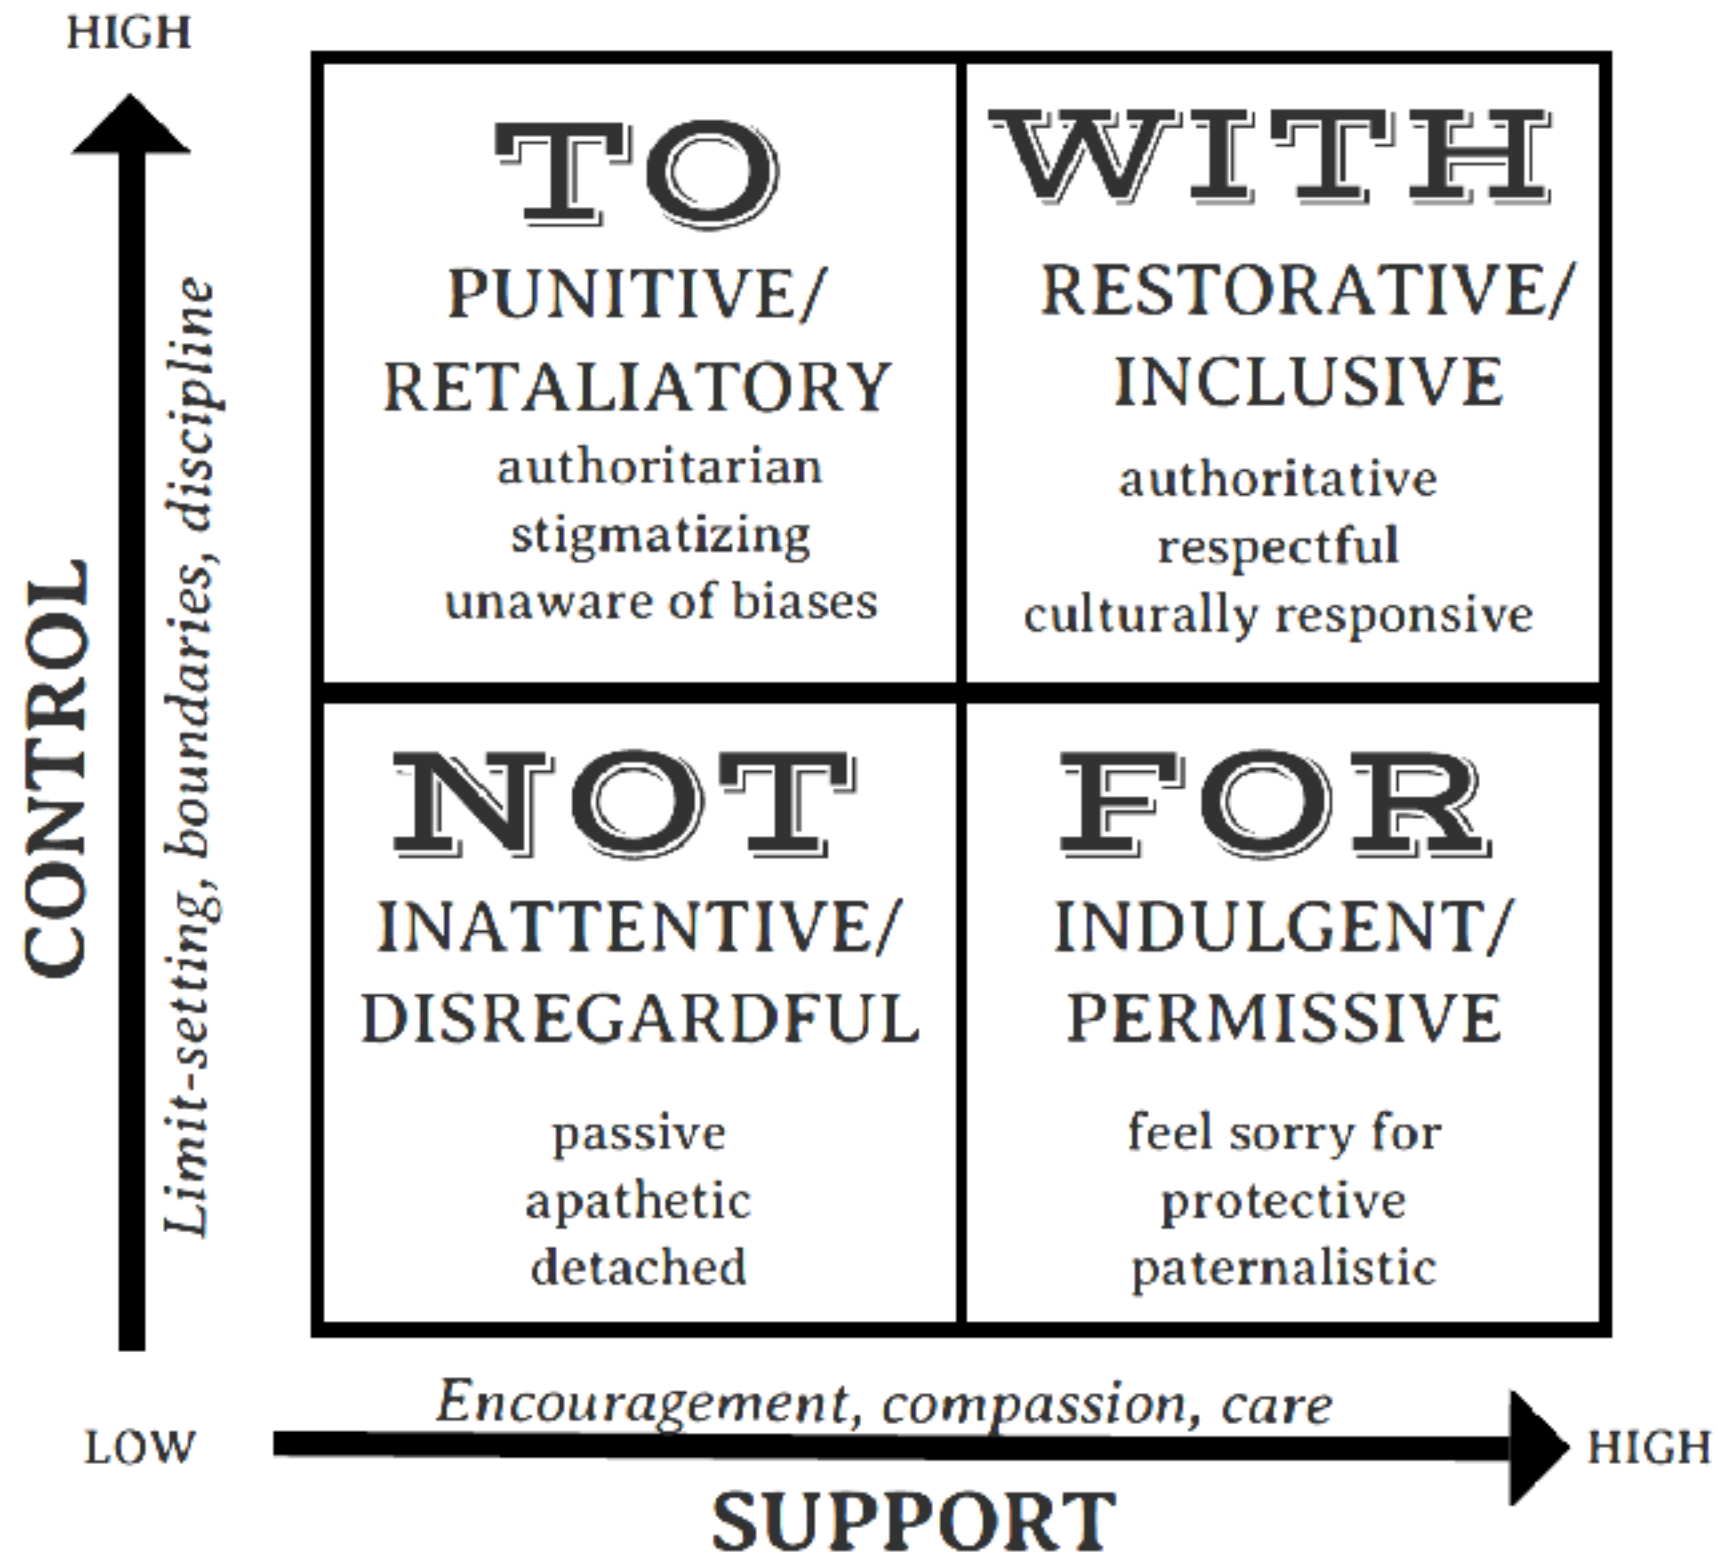 HIGH
CONTROL
Limit-setting, boundaries, discipline
TO
PUNITIVE/
RETALIATORY
authoritarian
stigmatizing
unaware of biases
WITH
RESTORATIVE/
INCLUSIVE
authoritative
respectful
culturally responsive
NOT
INATTENTIVE/
DISREGARDFUL
passive
apathetic
detached
FOR
INDULGENT/
PERMISSIVE
feel sorry for
protective
paternalistic
Encouragement, compassion, care
LOW
HIGH
SUPPORT